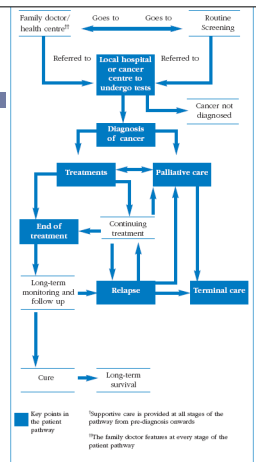 Family doctor/
health centre††
Goes to
Goes to
Routine
Screening
Referred to
Referred to
Local hospital
or cancer
centre to
undergo tests
Cancer not
diagnosed
Diagnosis
of cancer
Treatments
Palliative care
End of
treatment
Continuing
treatment
Long-term
monitoring and
follow up
Relapse
Terminal care
Cure
Long-term
survival
Key points in
the patient
pathway
†Supportive care is provided at all stages of the
pathway from pre-diagnosis onwards
††The family doctor features at every stage of the
patient pathway